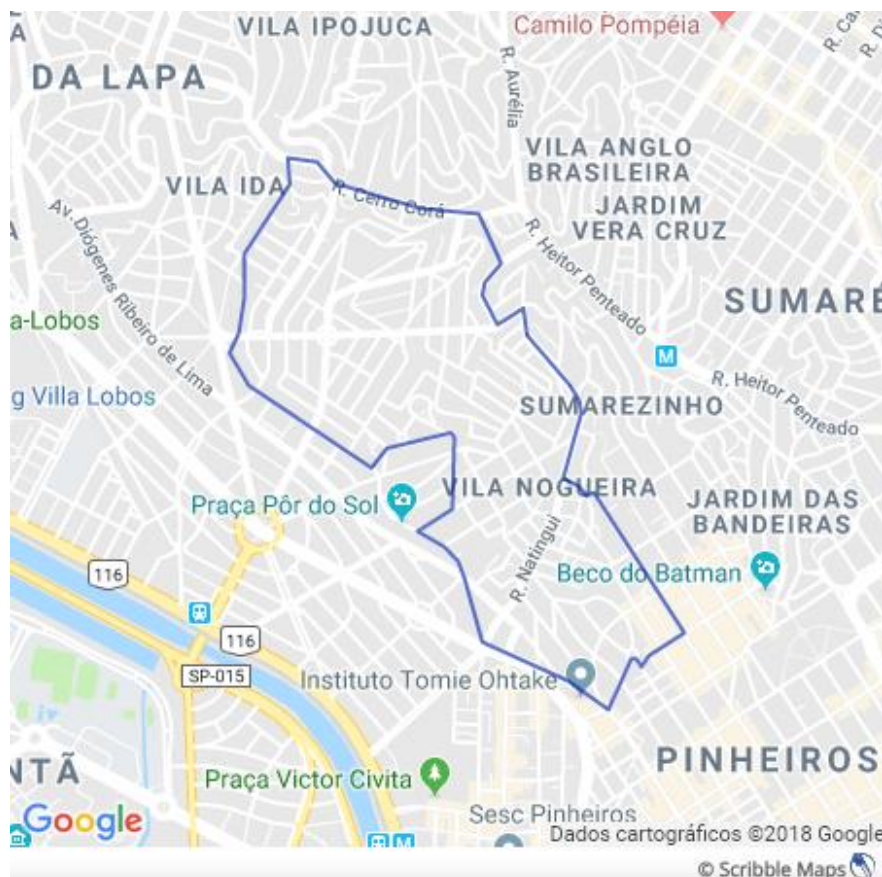 VILA IPOJUCA
Camilo Pompéia
DA LAPA
R. Aurélia
VILA ANGLO
BRASILEIRA
VILA IDA
R. Cerro Corá
JARDIM
VERA CRUZ
Av. Diógenes Ribeiro de Lima
R. Heitor Penteado
SUMARÉ
a-Lobos
M
R. Heitor Penteado
g Villa Lobos
SUMAREZINHO
VILA NOGUEIRA
Praça Pôr do Sol
JARDIM DAS
BANDEIRAS
R. Natingui
116
Beco do Batman
116
SP-015
Instituto Tomie Ohtake
PINHEIROS
NTÃ
Praça Victor Civita
Sesc Pinheiros
Google
M
Dados cartográficos ©2018 Google
© Scribble Maps